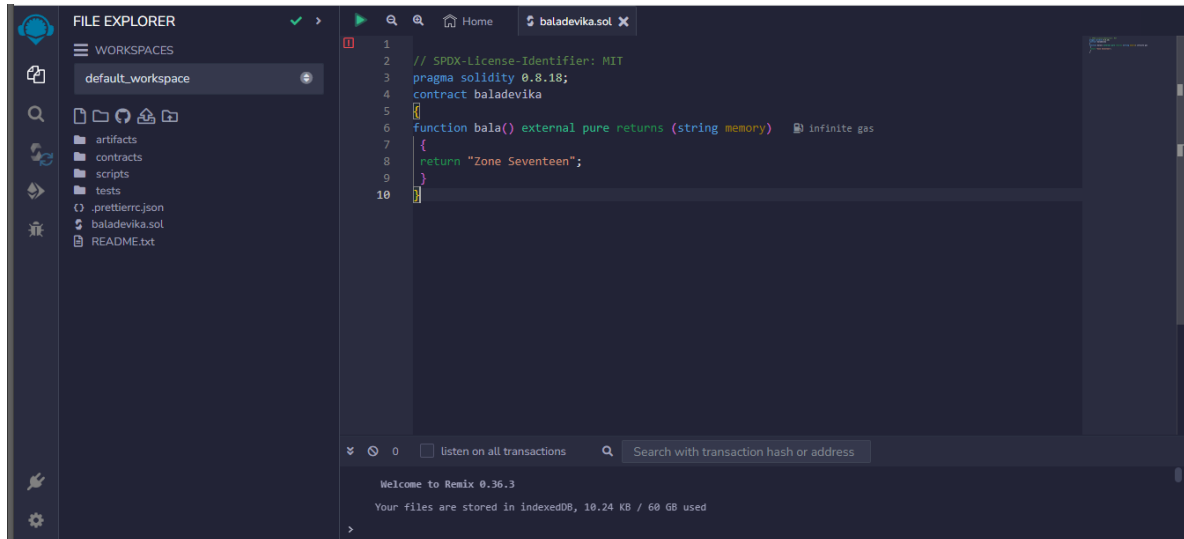 FILE EXPLORER
WORKSPACES
default_workspace
artifacts
contracts
scripts
tests
.prettierrc.json
baladevika.sol
README.txt
Home
baladevika.sol
1
2 // SPDX-License-Identifier: MIT
3 pragma solidity 0.8.18;
4 contract baladevika
5 {
6 function bala() external pure returns (string memory) infinite gas
7 {
8 return "Zone Seventeen";
9 }
10 }
0 listen on all transactions Search with transaction hash or address
Welcome to Remix 0.36.3
Your files are stored in indexedDB, 10.24 KB / 60 GB used
>